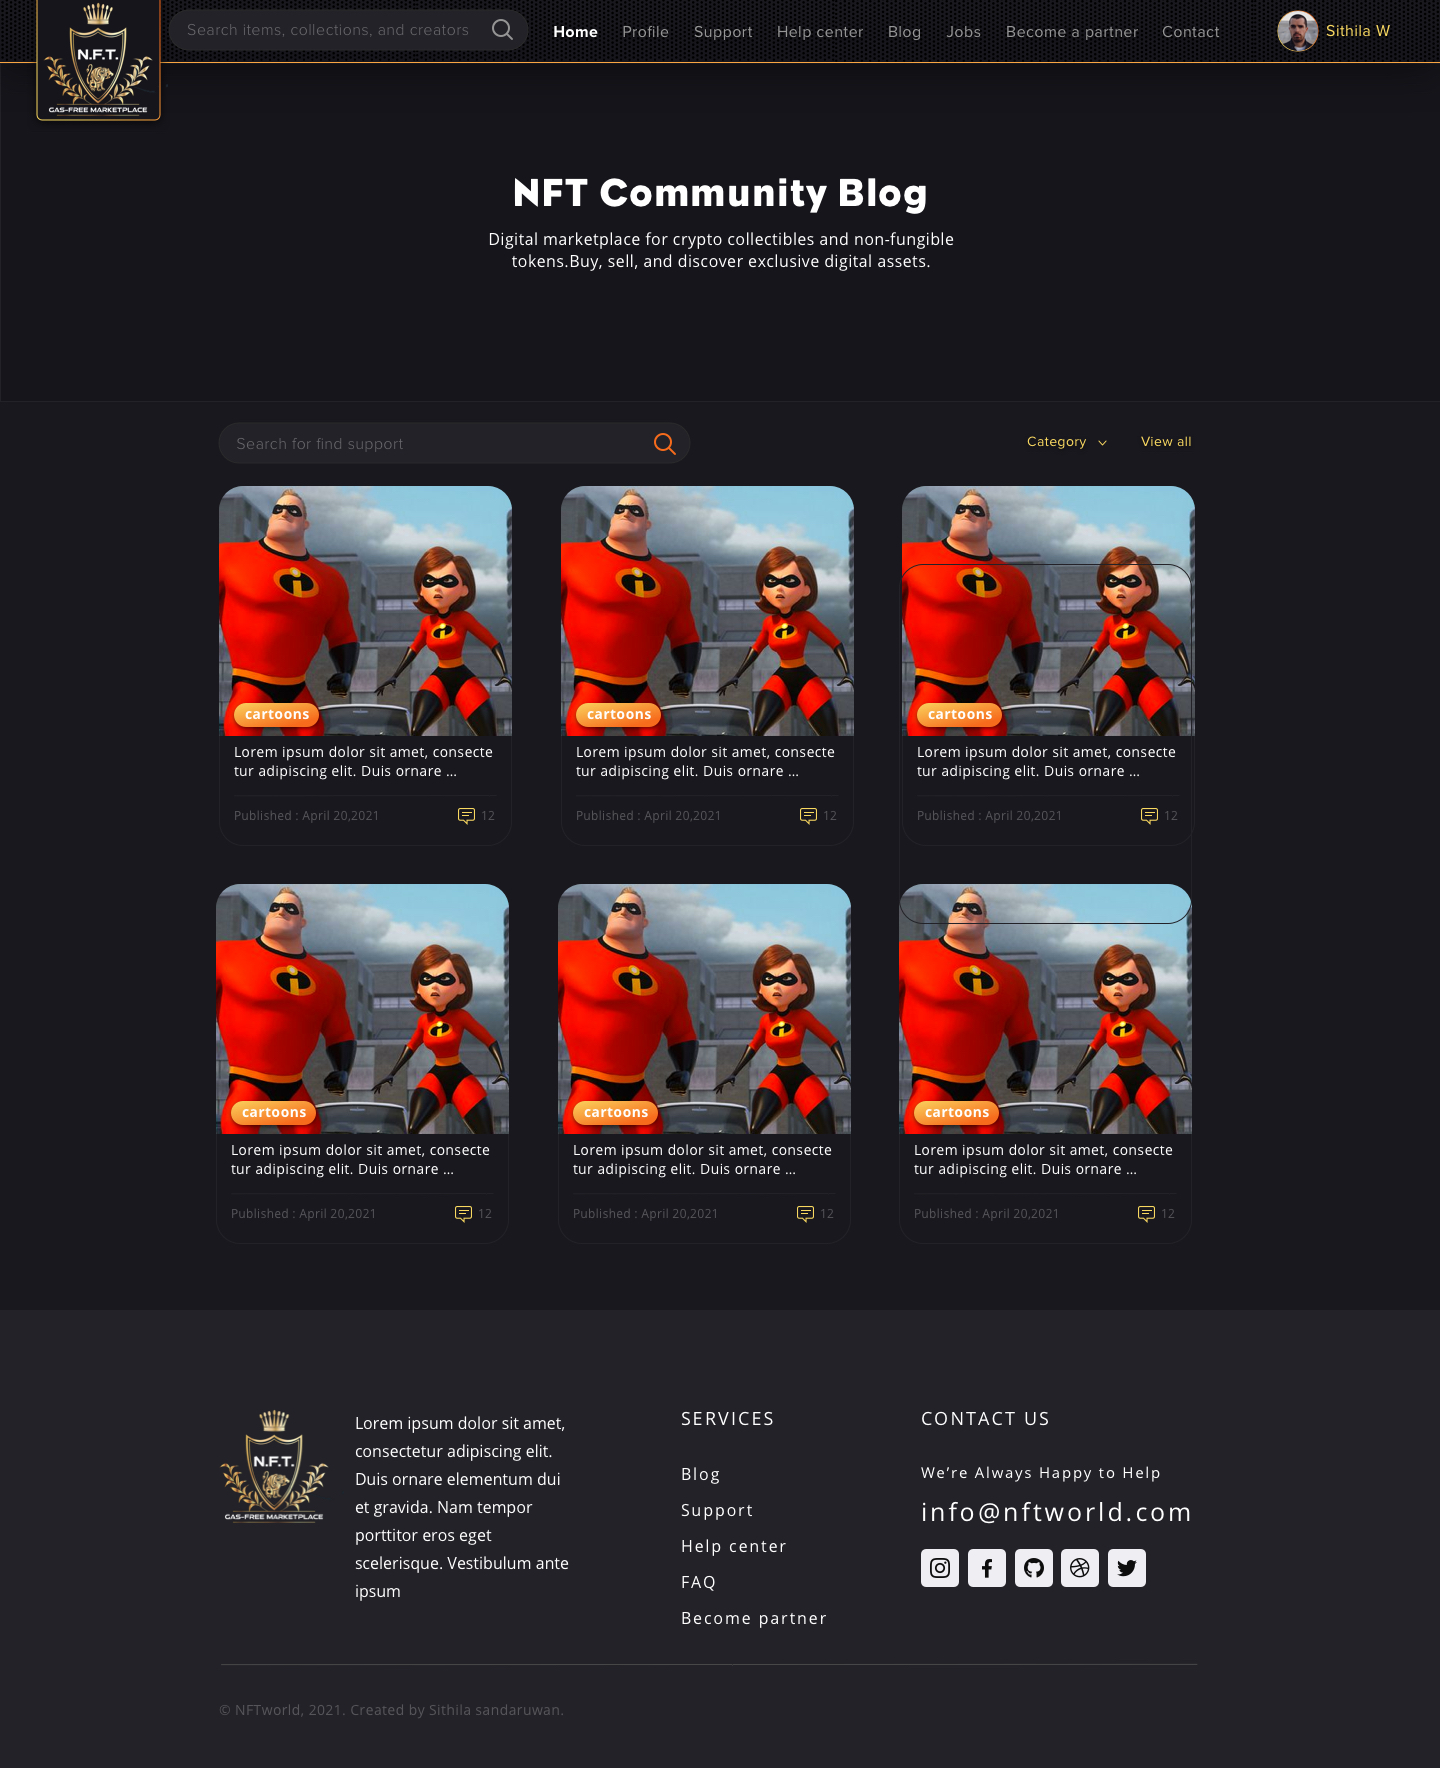 N.F.T.
GAS-FREE MARKETPLACE
Search items, collections, and creators
Home Profile Support Help center Blog Jobs Become a partner Contact
Sithila W
NFT Community Blog
Digital marketplace for crypto collectibles and non-fungible
tokens.Buy, sell, and discover exclusive digital assets.
Search for find support
Category
View all
cartoons
Lorem ipsum dolor sit amet, consecte
tur adipiscing elit. Duis ornare ...
Published : April 20,2021
12
cartoons
Lorem ipsum dolor sit amet, consecte
tur adipiscing elit. Duis ornare ...
Published : April 20,2021
12
cartoons
Lorem ipsum dolor sit amet, consecte
tur adipiscing elit. Duis ornare ...
Published : April 20,2021
12
cartoons
Lorem ipsum dolor sit amet, consecte
tur adipiscing elit. Duis ornare ...
Published : April 20,2021
12
cartoons
Lorem ipsum dolor sit amet, consecte
tur adipiscing elit. Duis ornare ...
Published : April 20,2021
12
cartoons
Lorem ipsum dolor sit amet, consecte
tur adipiscing elit. Duis ornare ...
Published : April 20,2021
12
N.F.T.
GAS-FREE MARKETPLACE
Lorem ipsum dolor sit amet,
consectetur adipiscing elit.
Duis ornare elementum dui
et gravida. Nam tempor
porttitor eros eget
scelerisque. Vestibulum ante
ipsum
SERVICES
Blog
Support
Help center
FAQ
Become partner
CONTACT US
We’re Always Happy to Help
info@nftworld.com
© NFTworld, 2021. Created by Sithila sandaruwan.